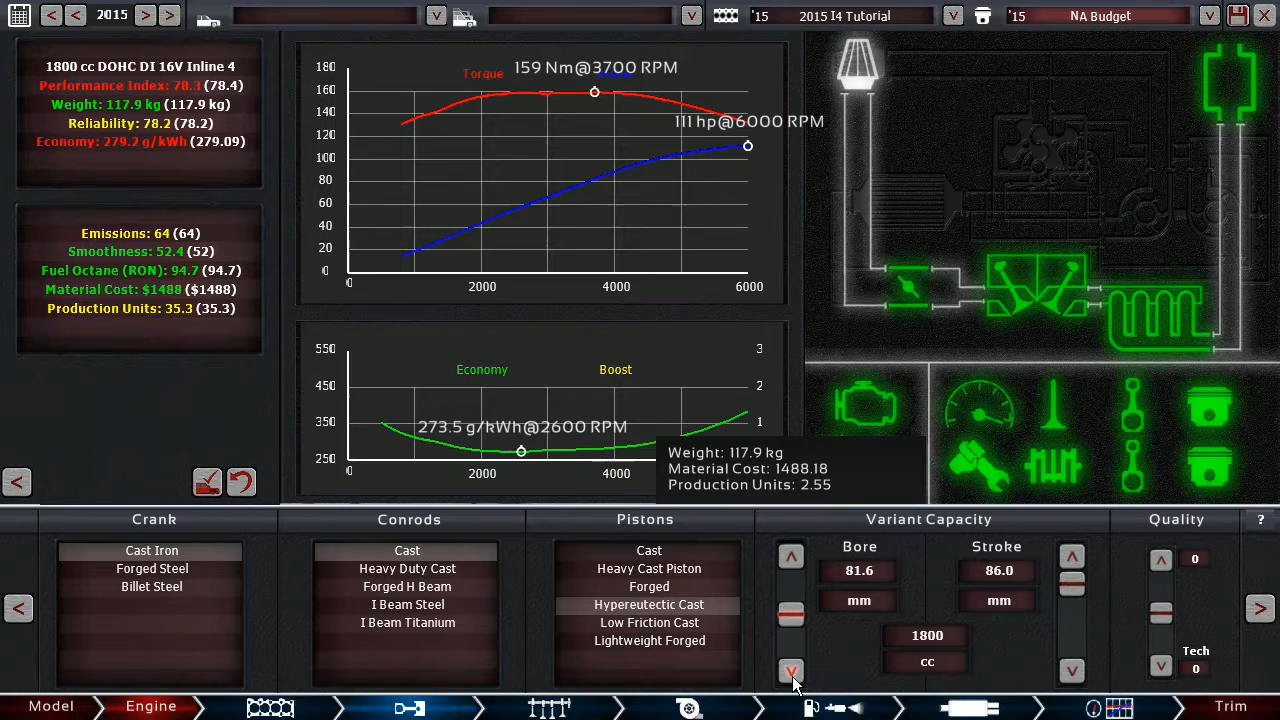 2015
'15 2015 I4 Tutorial
'15 NA Budget
1800 cc DOHC DI 16V Inline 4
Performance Index: 78.3 (78.4)
Weight: 117.9 kg (117.9 kg)
Reliability: 78.2 (78.2)
Economy: 279.2 g/kWh (279.09)
Emissions: 64 (64)
Smoothness: 52.4 (52)
Fuel Octane (RON): 94.7 (94.7)
Material Cost: $1488 ($1488)
Production Units: 35.3 (35.3)
Torque
159 Nm@3700 RPM
111 hp@6000 RPM
180
160
140
120
100
80
60
40
20
0
0 2000 4000 6000
Economy Boost
273.5 g/kWh@2600 RPM
550
450
350
250
3
2
1
0 2000 4000
Weight: 117.9 kg
Material Cost: 1488.18
Production Units: 2.55
Crank
Cast Iron
Forged Steel
Billet Steel
Conrods
Cast
Heavy Duty Cast
Forged H Beam
I Beam Steel
I Beam Titanium
Pistons
Cast
Heavy Cast Piston
Forged
Hypereutectic Cast
Low Friction Cast
Lightweight Forged
Variant Capacity
Bore Stroke
81.6 86.0
mm mm
1800
cc
Quality
0
Tech
0
?
Model Engine Trim